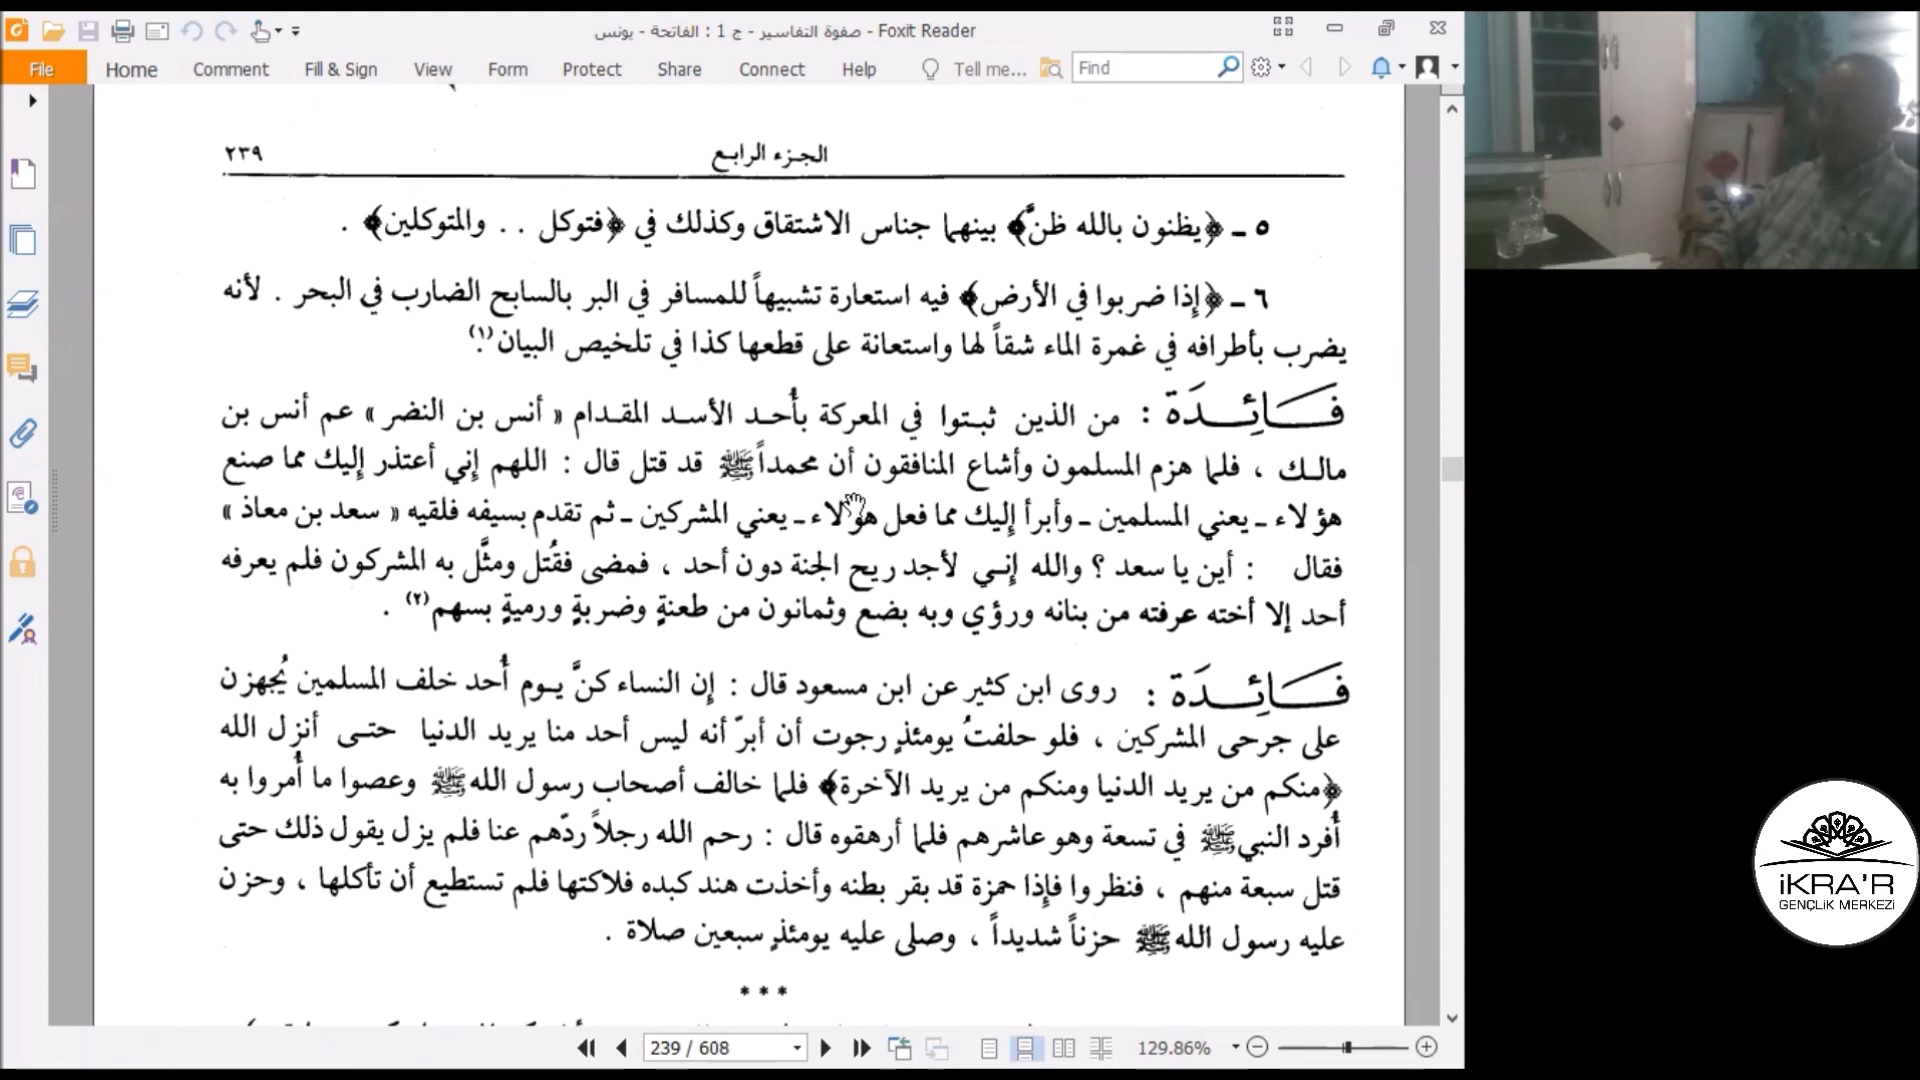 صفوة التفاسير - ج 1 : الفاتحة - يونس - Foxit Reader
File Home Comment Fill & Sign View Form Protect Share Connect Help Tell me... Find
الجزء الرابع ٢٣٩
٥ ـ ﴿يظنون بالله ظنَّ﴾ بينهما جناس الاشتقاق وكذلك في ﴿فتوكل . . والمتوكلين﴾ .
٦ ـ ﴿إذا ضربوا في الأرض﴾ فيه استعارة تشبيهاً للمسافر في البر بالسابح الضارب في البحر . لأنه
يضرب بأطرافه في غمرة الماء شقاً لها واستعانة على قطعها كذا في تلخيص البيان(١).
فَـائِـدَة : من الذين ثبتوا في المعركة بأُحد الأسد المقدام « أنس بن النضر » عم أنس بن
مالك ، فلما هزم المسلمون وأشاع المنافقون أن محمداً ﷺ قد قتل قال : اللهم إني أعتذر إليك مما صنع
هؤلاء ـ يعني المسلمين ـ وأبرأ إليك مما فعل هؤلاء ـ يعني المشركين ـ ثم تقدم بسيفه فلقيه « سعد بن معاذ »
فقال : أين يا سعد ؟ والله إني لأجد ريح الجنة دون أحد ، فمضى فقُتل ومثَّل به المشركون فلم يعرفه
أحد إلا أخته عرفته من بنانه ورؤي وبه بضع وثمانون من طعنةٍ وضربةٍ ورميةٍ بسهم(٢) .
فَـائِـدَة : روى ابن كثير عن ابن مسعود قال : إن النساء كنَّ يوم أُحد خلف المسلمين يُجهزن
على جرحى المشركين ، فلو حلفتُ يومئذٍ رجوت أن أبرّ أنه ليس أحد منا يريد الدنيا حتى أنزل الله
﴿منكم من يريد الدنيا ومنكم من يريد الآخرة﴾ فلما خالف أصحاب رسول الله ﷺ وعصوا ما أُمروا به
أُفرد النبي ﷺ في تسعة وهو عاشرهم فلما أرهقوه قال : رحم الله رجلاً ردّهم عنا فلم يزل يقول ذلك حتى
قتل سبعة منهم ، فنظروا فإذا حمزة قد بقر بطنه وأخذت هند كبده فلاكتها فلم تستطيع أن تأكلها ، وحزن
عليه رسول الله ﷺ حزناً شديداً ، وصلى عليه يومئذٍ سبعين صلاة .
* * *
239 / 608 129.86%
iKRA'R
GENÇLiK MERKEZi